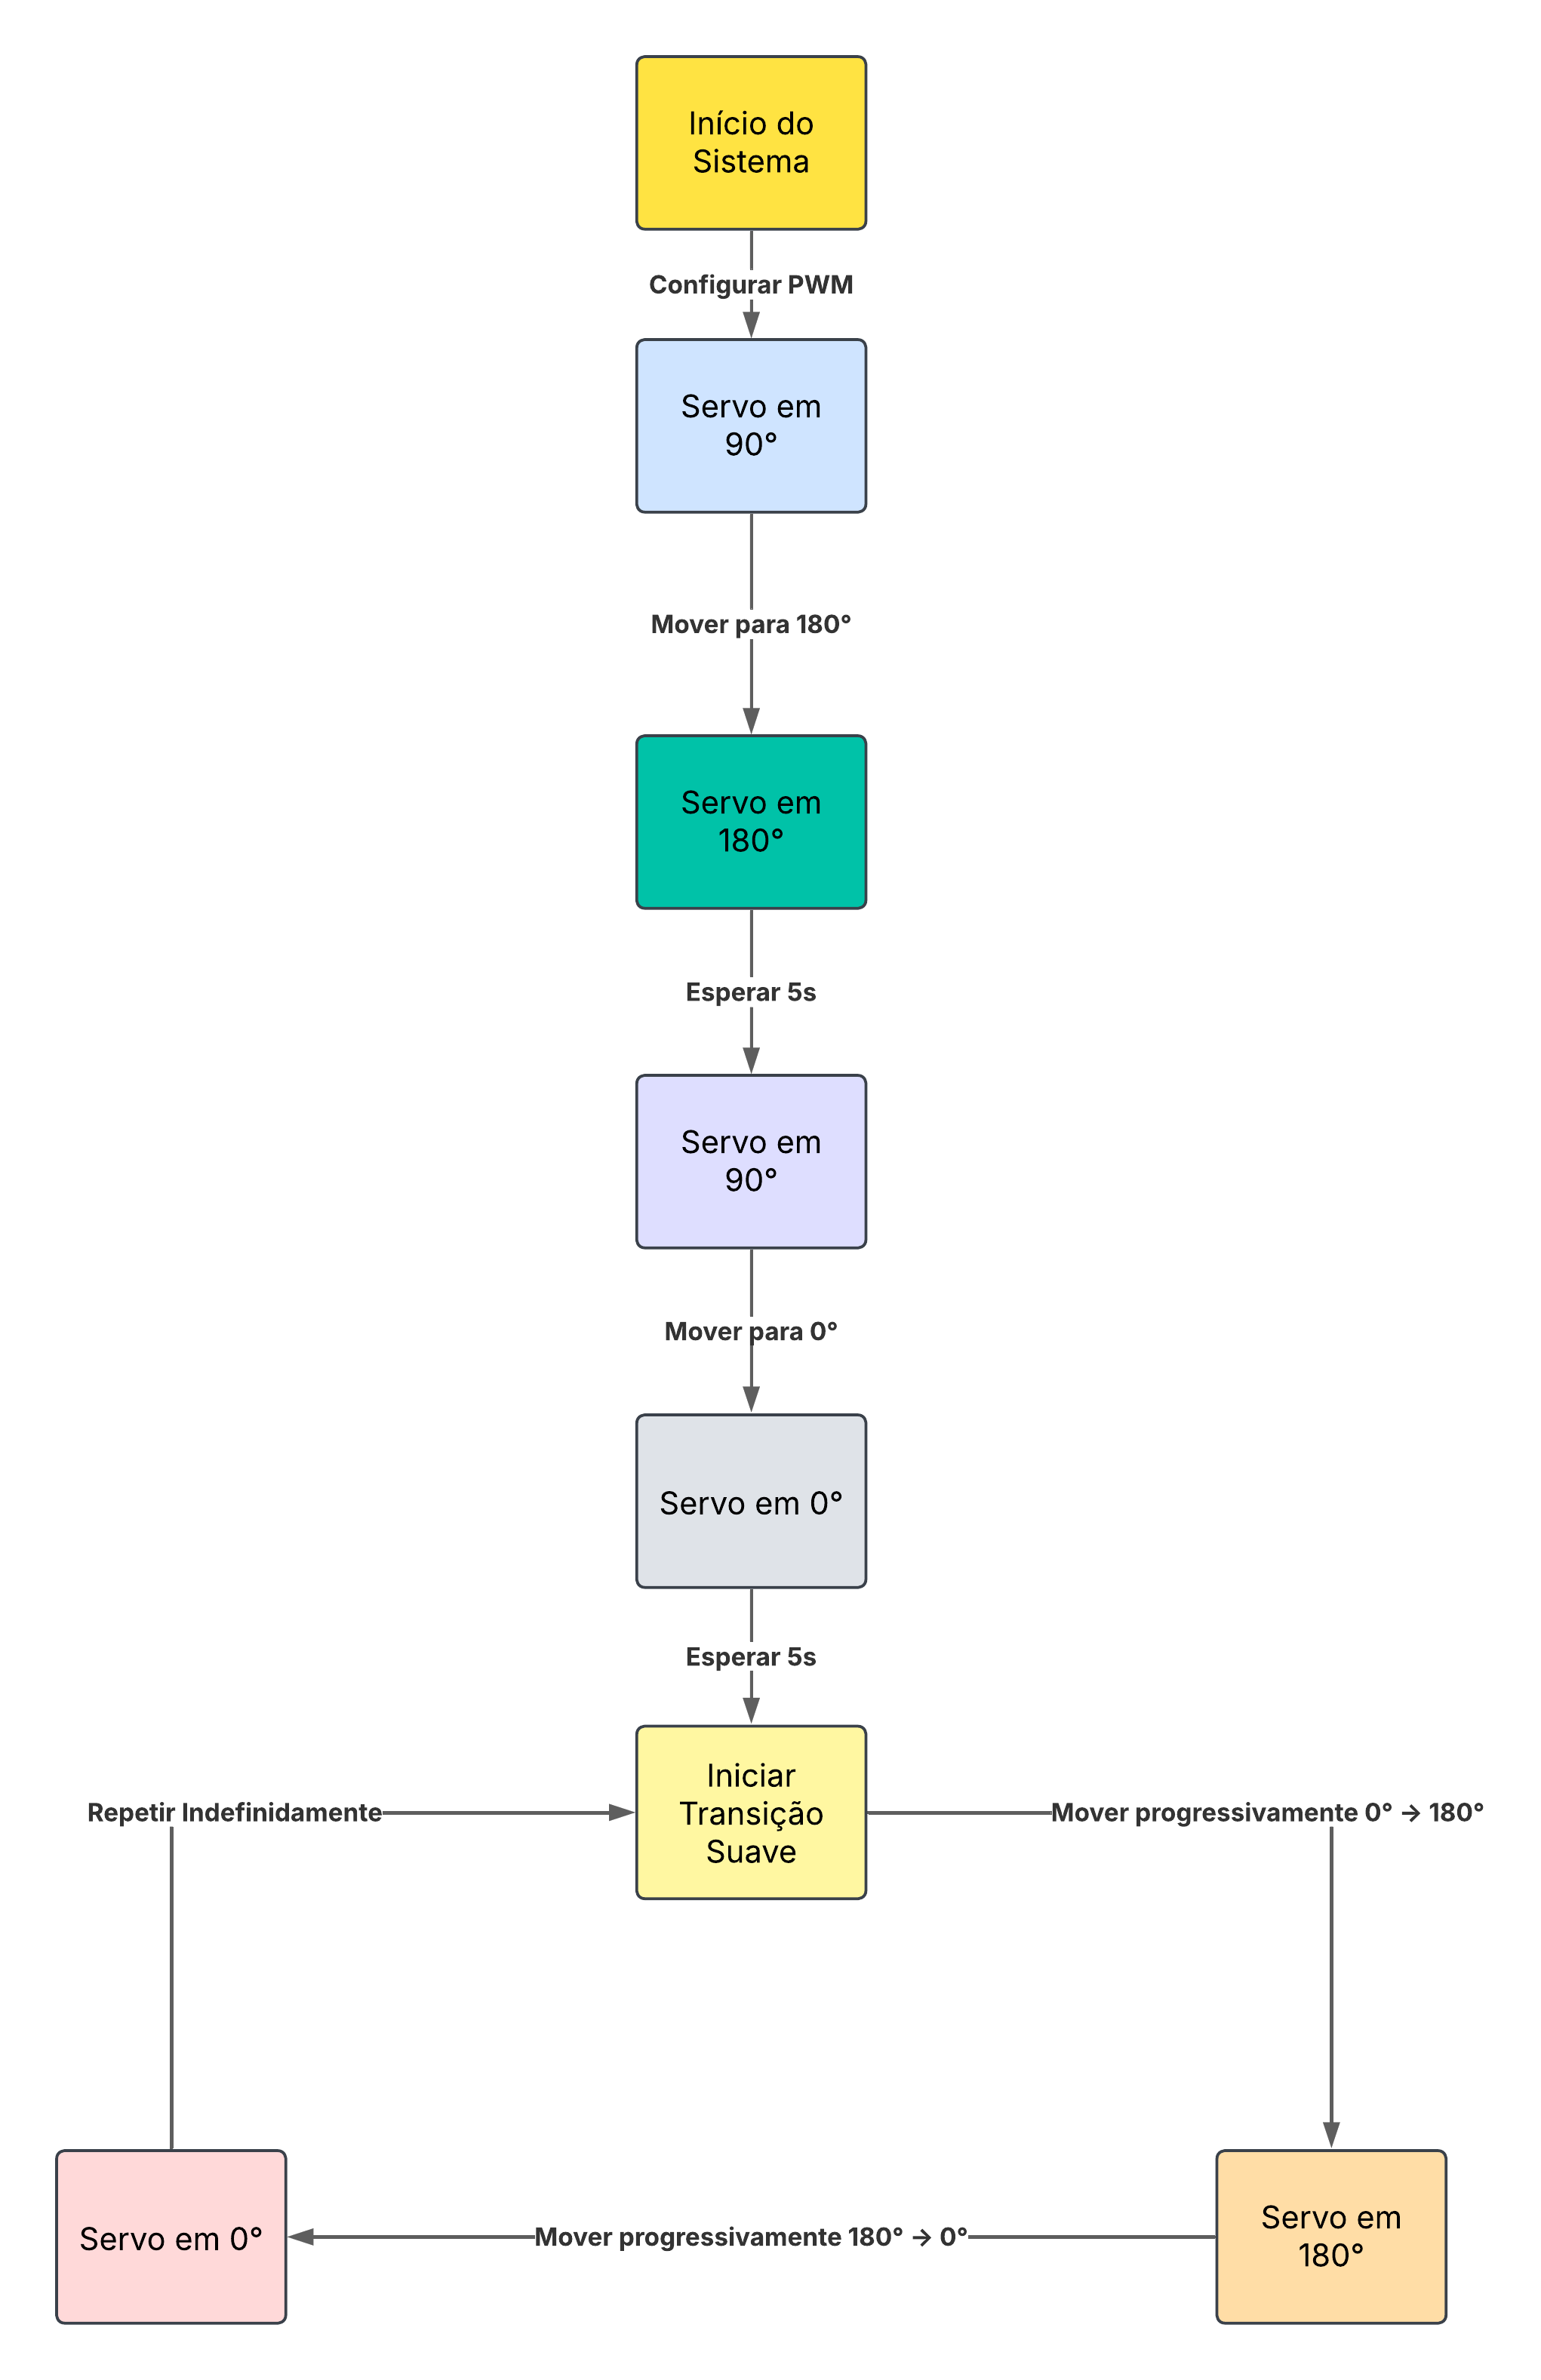 Início do
Sistema
Configurar PWM
Servo em
90°
Mover para 180°
Servo em
180°
Esperar 5s
Servo em
90°
Mover para 0°
Servo em 0°
Esperar 5s
Iniciar
Transição
Suave
Repetir Indefinidamente
Mover progressivamente 0° → 180°
Servo em
180°
Mover progressivamente 180° → 0°
Servo em 0°